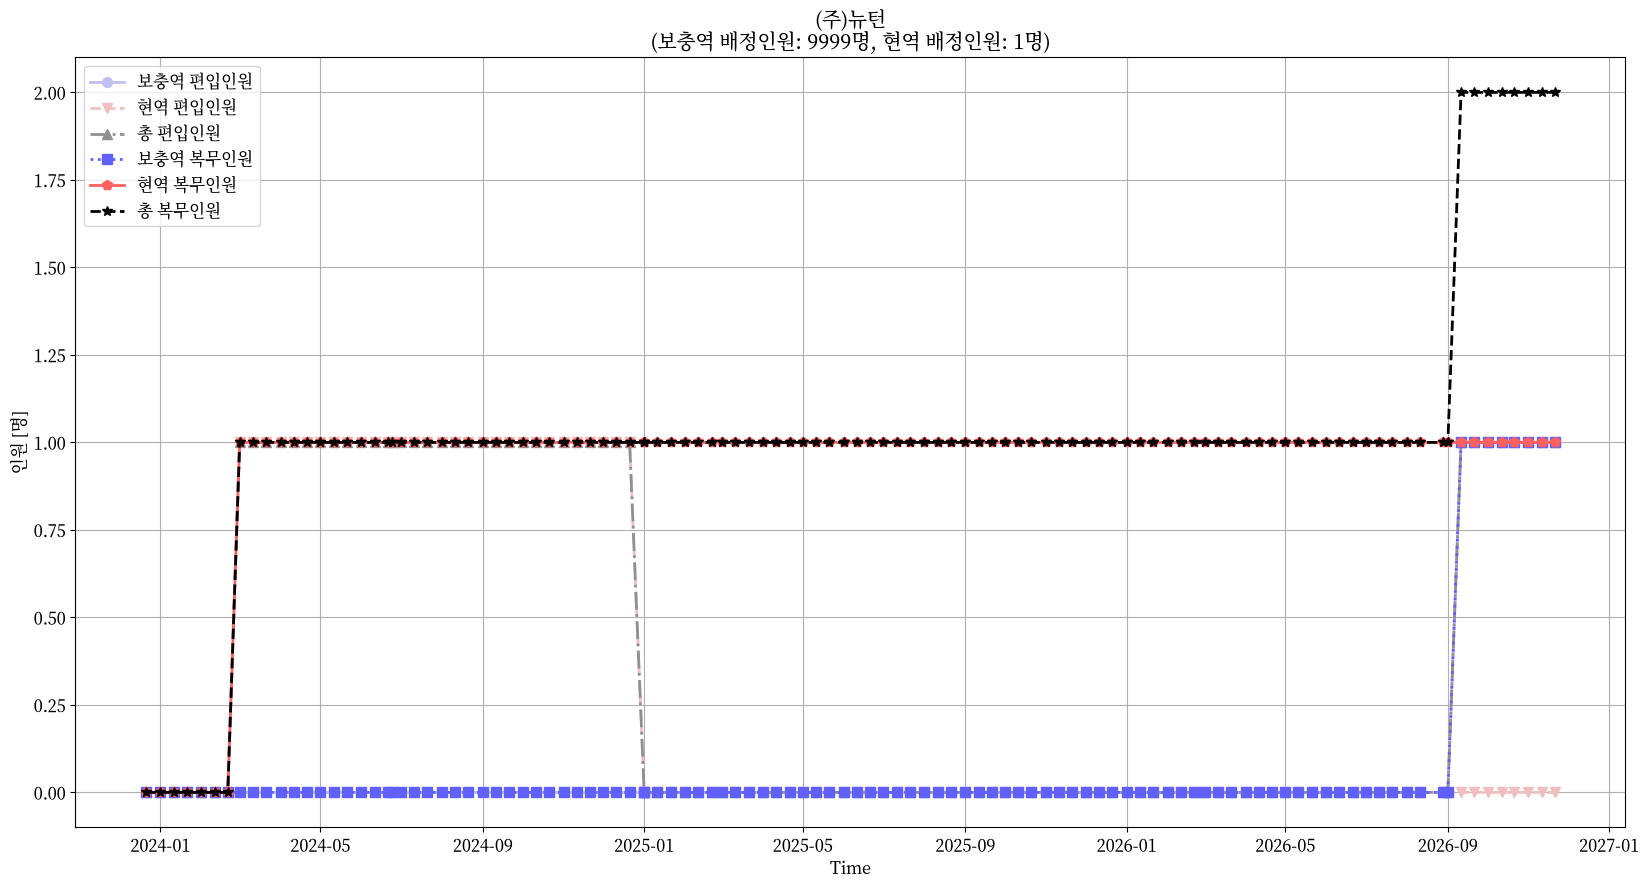 (주)뉴턴
(보충역 배정인원: 9999명, 현역 배정인원: 1명)
보충역 편입인원
현역 편입인원
총 편입인원
보충역 복무인원
현역 복무인원
총 복무인원
2.00
1.75
1.50
1.25
1.00
0.75
0.50
0.25
0.00
인원 [명]
2024-01 2024-05 2024-09 2025-01 2025-05 2025-09 2026-01 2026-05 2026-09 2027-01
Time